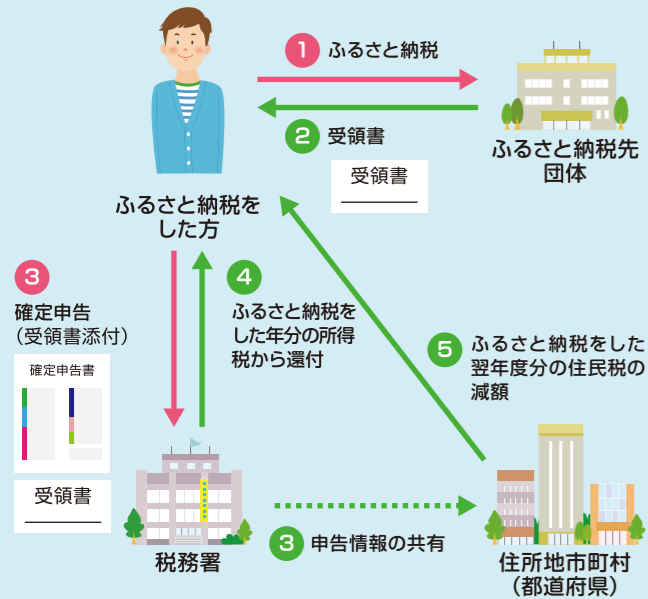 1 ふるさと納税
2 受領書
受領書
ふるさと納税先
団体
ふるさと納税を
した方
3
確定申告
（受領書添付）
確定申告書
受領書
4
ふるさと納税を
した年分の所得
税から還付
5 ふるさと納税をした
翌年度分の住民税の
減額
税務署
3 申告情報の共有
住所地市町村
（都道府県）